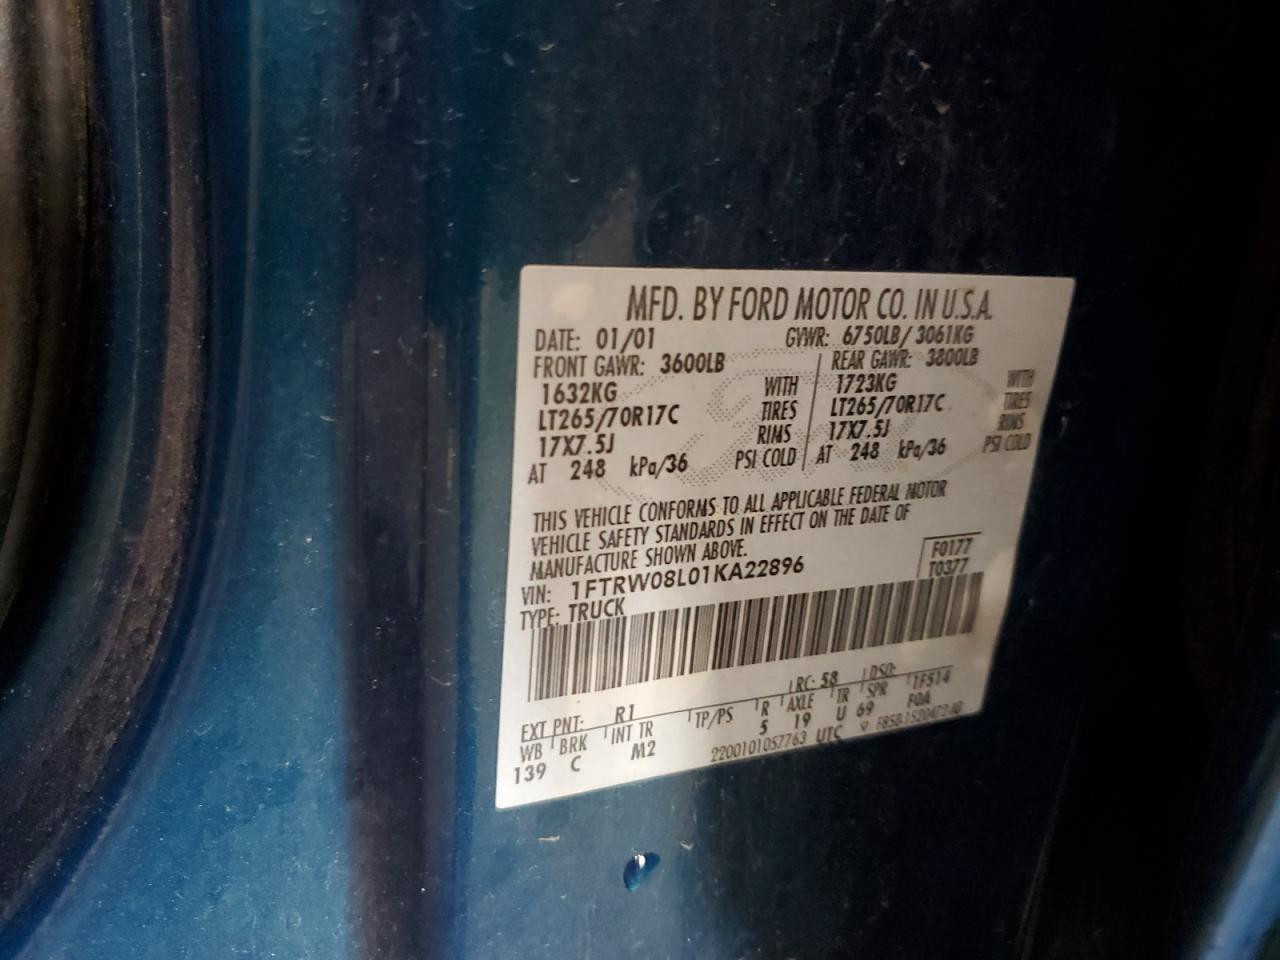 MFD. BY FORD MOTOR CO. IN U.S.A.
DATE: 01/01 GVWR: 6750LB/ 3061KG
FRONT GAWR: 3600LB REAR GAWR: 3800LB
1632KG WITH 1723KG WITH
LT265/70R17C TIRES LT265/70R17C TIRES
17X7.5J RIMS 17X7.5J RIMS
AT 248 kPa/36 PSI COLD AT 248 kPa/36 PSI COLD
THIS VEHICLE CONFORMS TO ALL APPLICABLE FEDERAL MOTOR
VEHICLE SAFETY STANDARDS IN EFFECT ON THE DATE OF
MANUFACTURE SHOWN ABOVE.
VIN: 1FTRW08L01KA22896 F0177
TYPE: TRUCK T0377
EXT PNT: R1 RC: 58 DSO:
WB BRK INT TR TP/PS R AXLE TR SPR 1F514
139 C M2 5 19 U 69 F0A
2200101057763 UTC